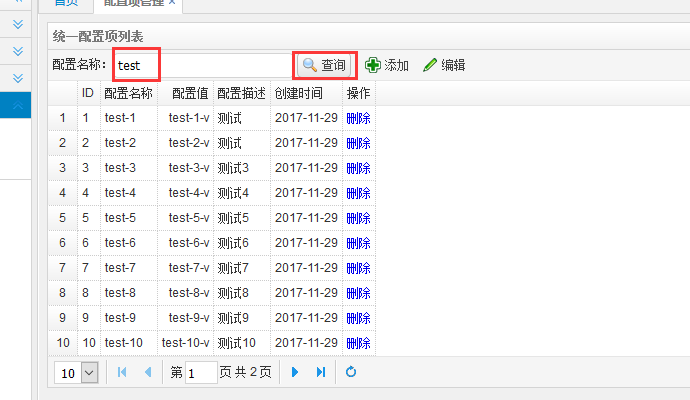 首页 配置项管理 ×
统一配置项列表
配置名称: test 查询 添加 编辑
ID 配置名称 配置值 配置描述 创建时间 操作
1 1 test-1 test-1-v 测试 2017-11-29 删除
2 2 test-2 test-2-v 测试 2017-11-29 删除
3 3 test-3 test-3-v 测试3 2017-11-29 删除
4 4 test-4 test-4-v 测试4 2017-11-29 删除
5 5 test-5 test-5-v 测试5 2017-11-29 删除
6 6 test-6 test-6-v 测试6 2017-11-29 删除
7 7 test-7 test-7-v 测试7 2017-11-29 删除
8 8 test-8 test-8-v 测试8 2017-11-29 删除
9 9 test-9 test-9-v 测试9 2017-11-29 删除
10 10 test-10 test-10-v 测试10 2017-11-29 删除
10 第 1 页 共 2 页